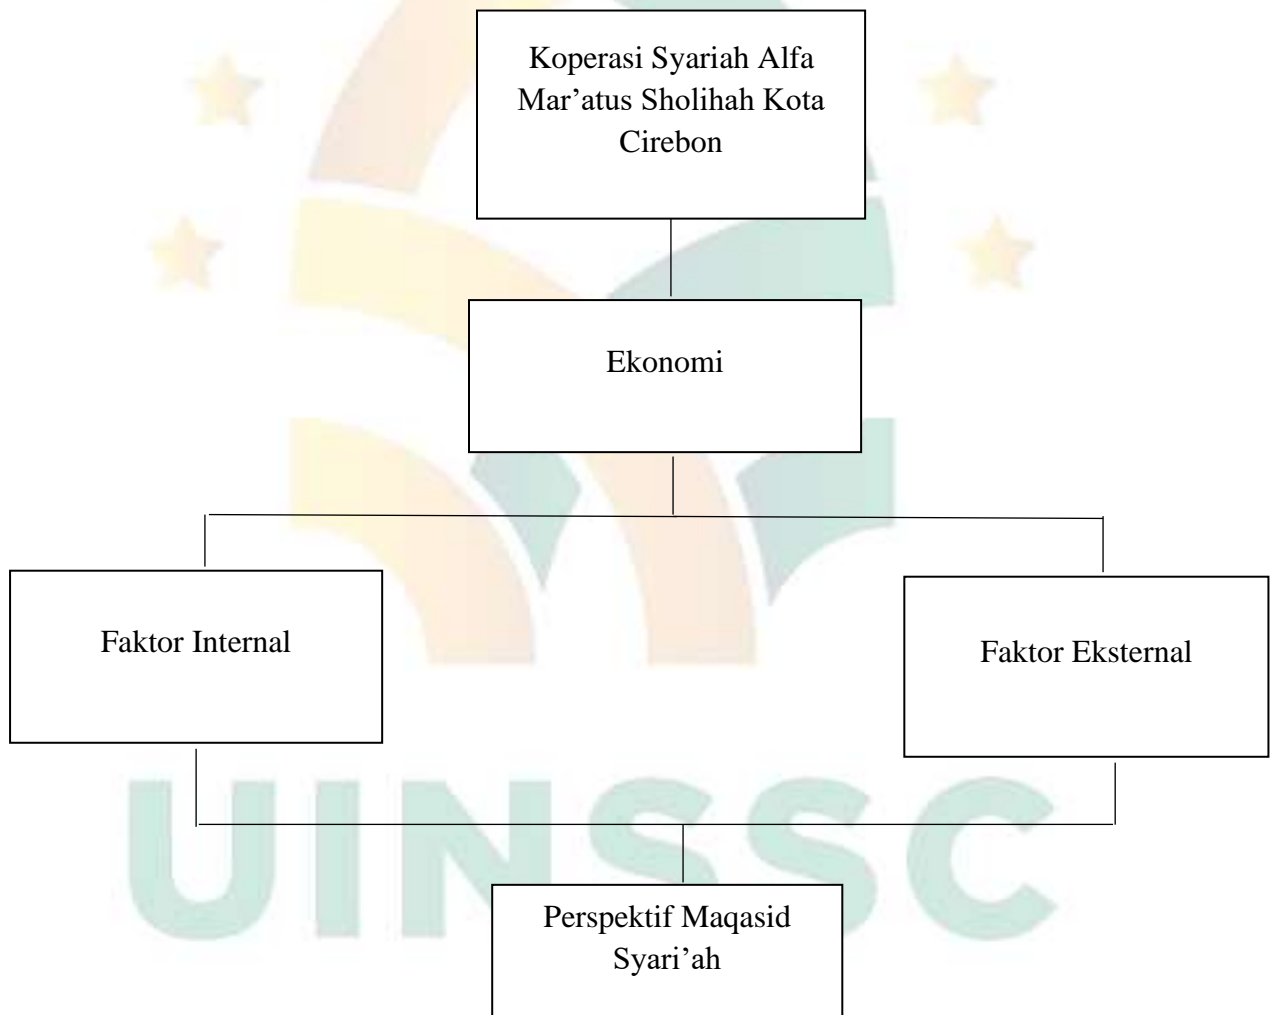 Koperasi Syariah Alfa
Mar’atus Sholihah Kota
Cirebon
Ekonomi
Faktor Internal
Faktor Eksternal
UINSSC
Perspektif Maqasid
Syari’ah